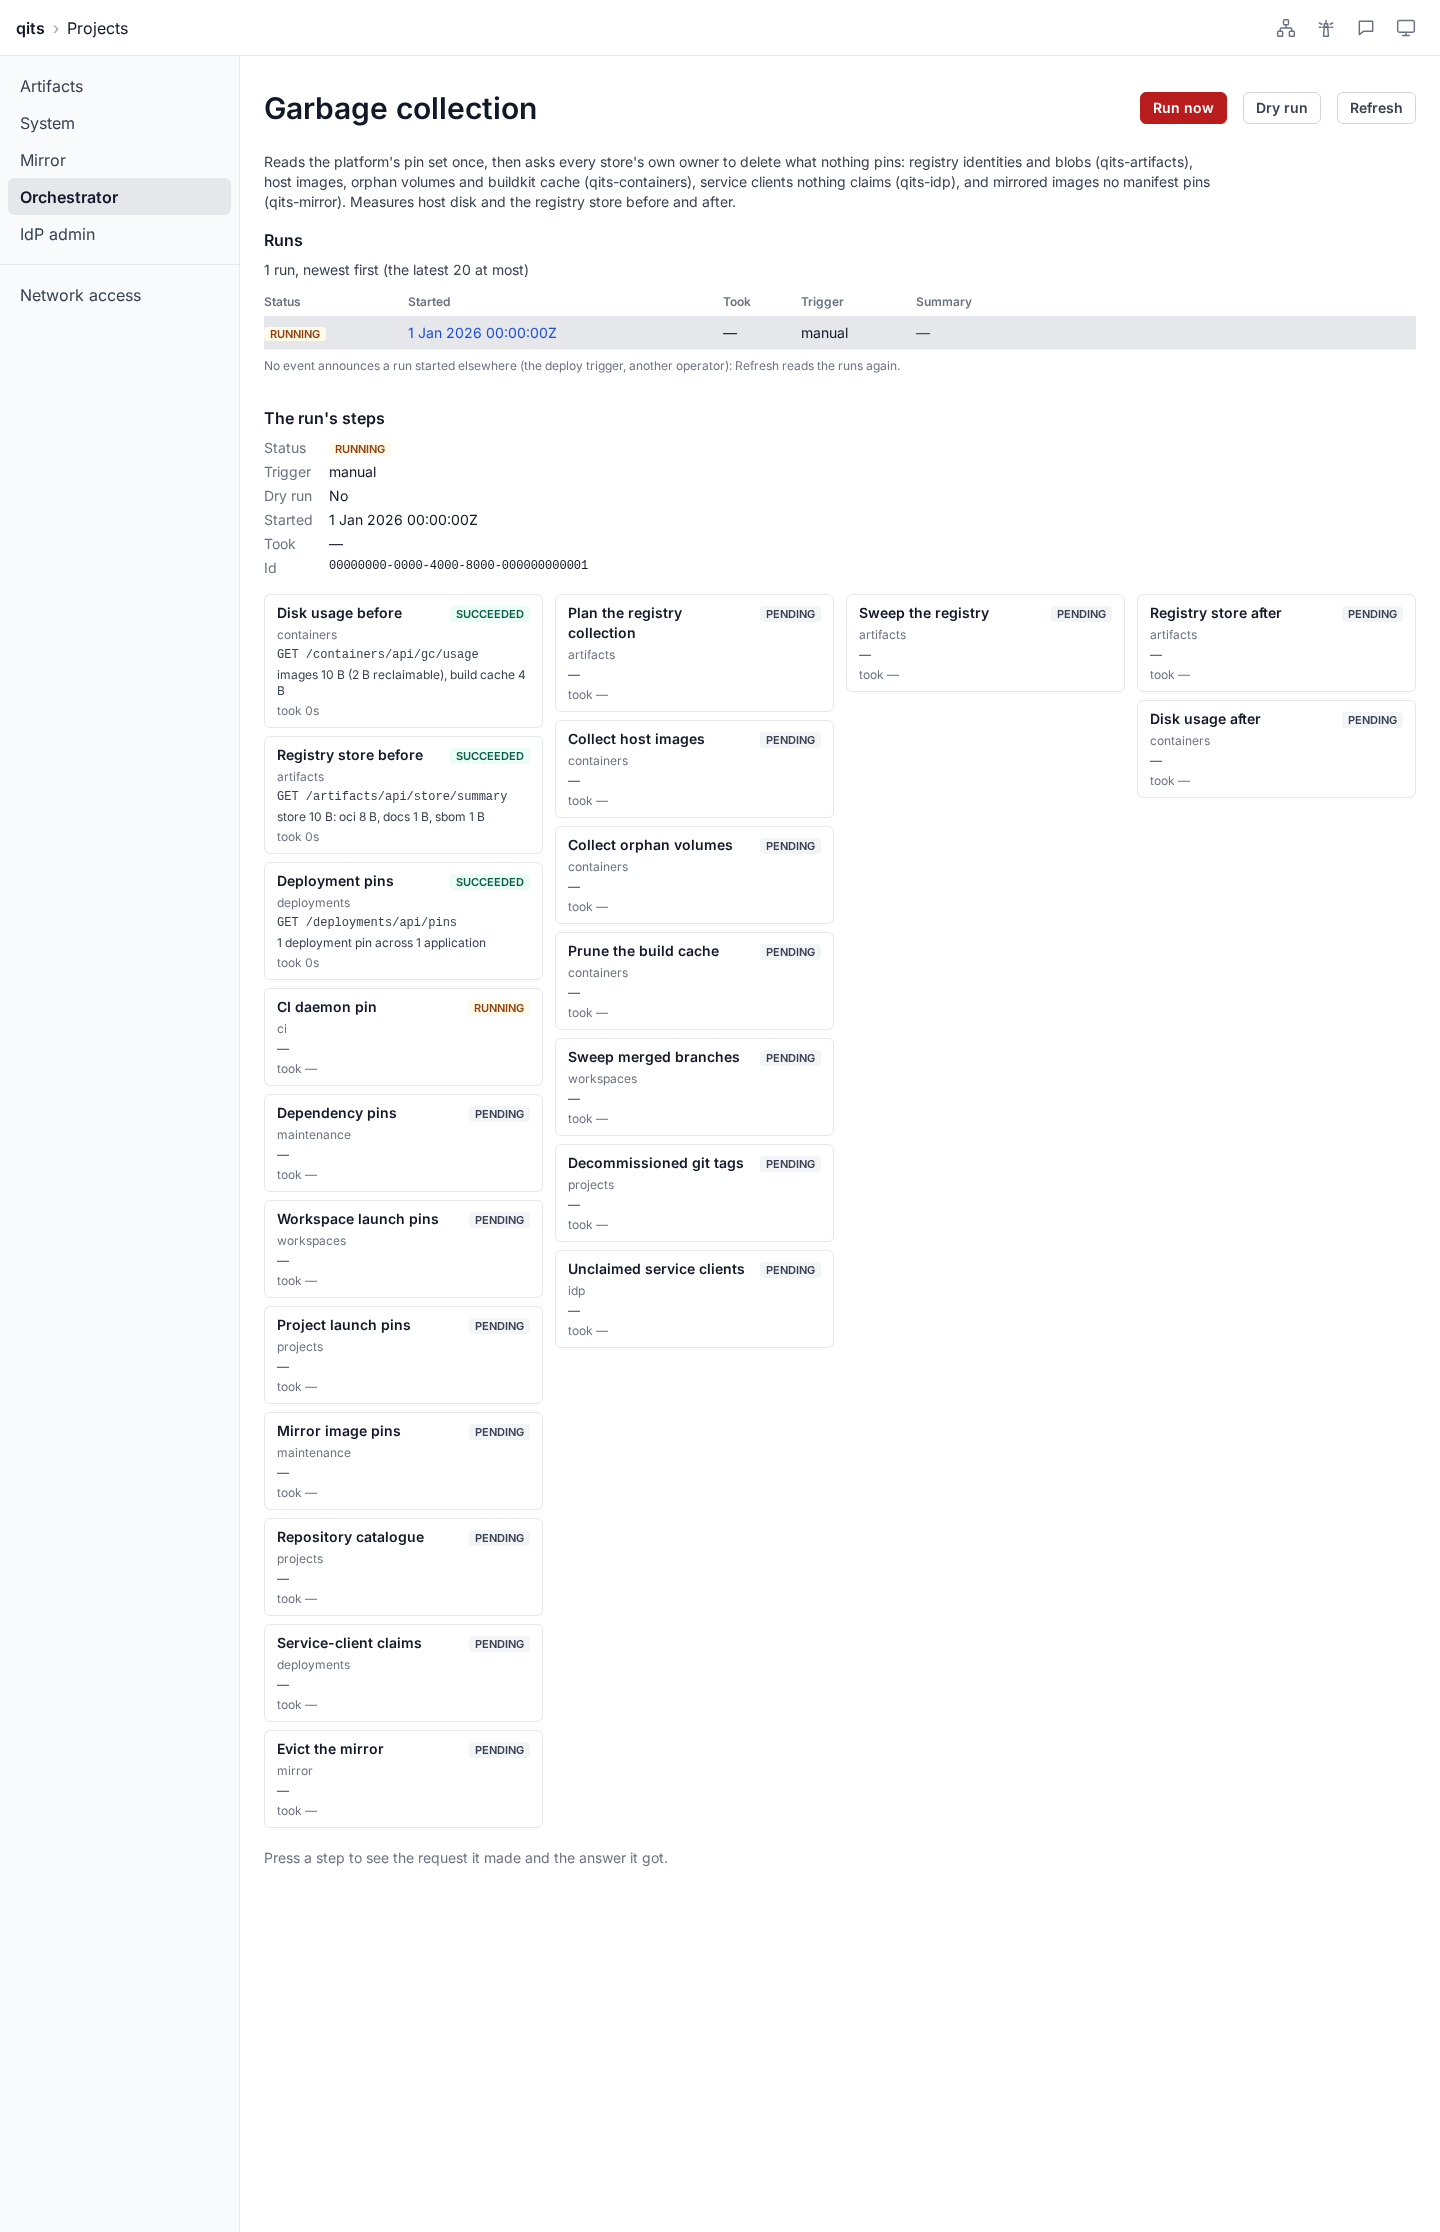 qits › Projects
Artifacts
System
Mirror
Orchestrator
IdP admin
Network access
Garbage collection
Run now
Dry run
Refresh
Reads the platform's pin set once, then asks every store's own owner to delete what nothing pins: registry identities and blobs (qits-artifacts),
host images, orphan volumes and buildkit cache (qits-containers), service clients nothing claims (qits-idp), and mirrored images no manifest pins
(qits-mirror). Measures host disk and the registry store before and after.
Runs
1 run, newest first (the latest 20 at most)
Status Started Took Trigger Summary
RUNNING 1 Jan 2026 00:00:00Z — manual —
No event announces a run started elsewhere (the deploy trigger, another operator): Refresh reads the runs again.
The run's steps
Status RUNNING
Trigger manual
Dry run No
Started 1 Jan 2026 00:00:00Z
Took —
Id 00000000-0000-4000-8000-000000000001
Disk usage before SUCCEEDED
containers
GET /containers/api/gc/usage
images 10 B (2 B reclaimable), build cache 4
B
took 0s
Registry store before SUCCEEDED
artifacts
GET /artifacts/api/store/summary
store 10 B: oci 8 B, docs 1 B, sbom 1 B
took 0s
Deployment pins SUCCEEDED
deployments
GET /deployments/api/pins
1 deployment pin across 1 application
took 0s
CI daemon pin RUNNING
ci
—
took —
Dependency pins PENDING
maintenance
—
took —
Workspace launch pins PENDING
workspaces
—
took —
Project launch pins PENDING
projects
—
took —
Mirror image pins PENDING
maintenance
—
took —
Repository catalogue PENDING
projects
—
took —
Service-client claims PENDING
deployments
—
took —
Evict the mirror PENDING
mirror
—
took —
Plan the registry PENDING
collection
artifacts
—
took —
Collect host images PENDING
containers
—
took —
Collect orphan volumes PENDING
containers
—
took —
Prune the build cache PENDING
containers
—
took —
Sweep merged branches PENDING
workspaces
—
took —
Decommissioned git tags PENDING
projects
—
took —
Unclaimed service clients PENDING
idp
—
took —
Sweep the registry PENDING
artifacts
—
took —
Registry store after PENDING
artifacts
—
took —
Disk usage after PENDING
containers
—
took —
Press a step to see the request it made and the answer it got.